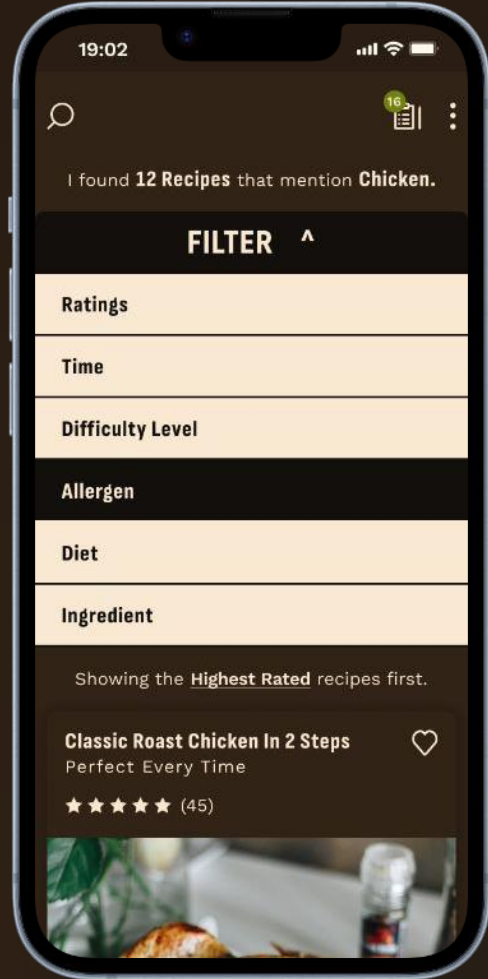 19:02
16
I found 12 Recipes that mention Chicken.
FILTER ^
Ratings
Time
Difficulty Level
Allergen
Diet
Ingredient
Showing the Highest Rated recipes first.
Classic Roast Chicken In 2 Steps
Perfect Every Time
(45)